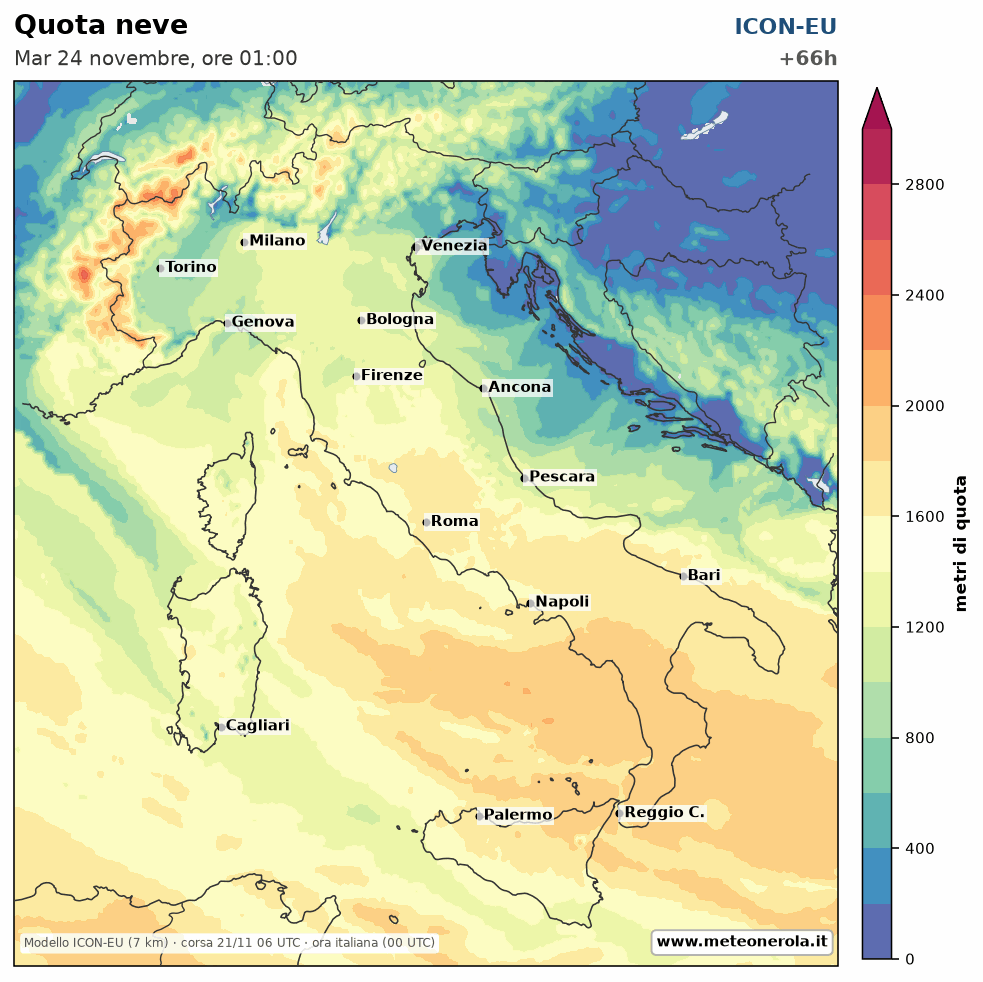 Quota neve
ICON-EU
Mar 24 novembre, ore 01:00
+66h
Milano
Venezia
Torino
Genova
Bologna
Firenze
Ancona
Pescara
Roma
Bari
Napoli
Cagliari
Palermo
Reggio C.
2800
2400
2000
1600
1200
800
400
0
metri di quota
Modello ICON-EU (7 km) · corsa 21/11 06 UTC · ora italiana (00 UTC)
www.meteonerola.it